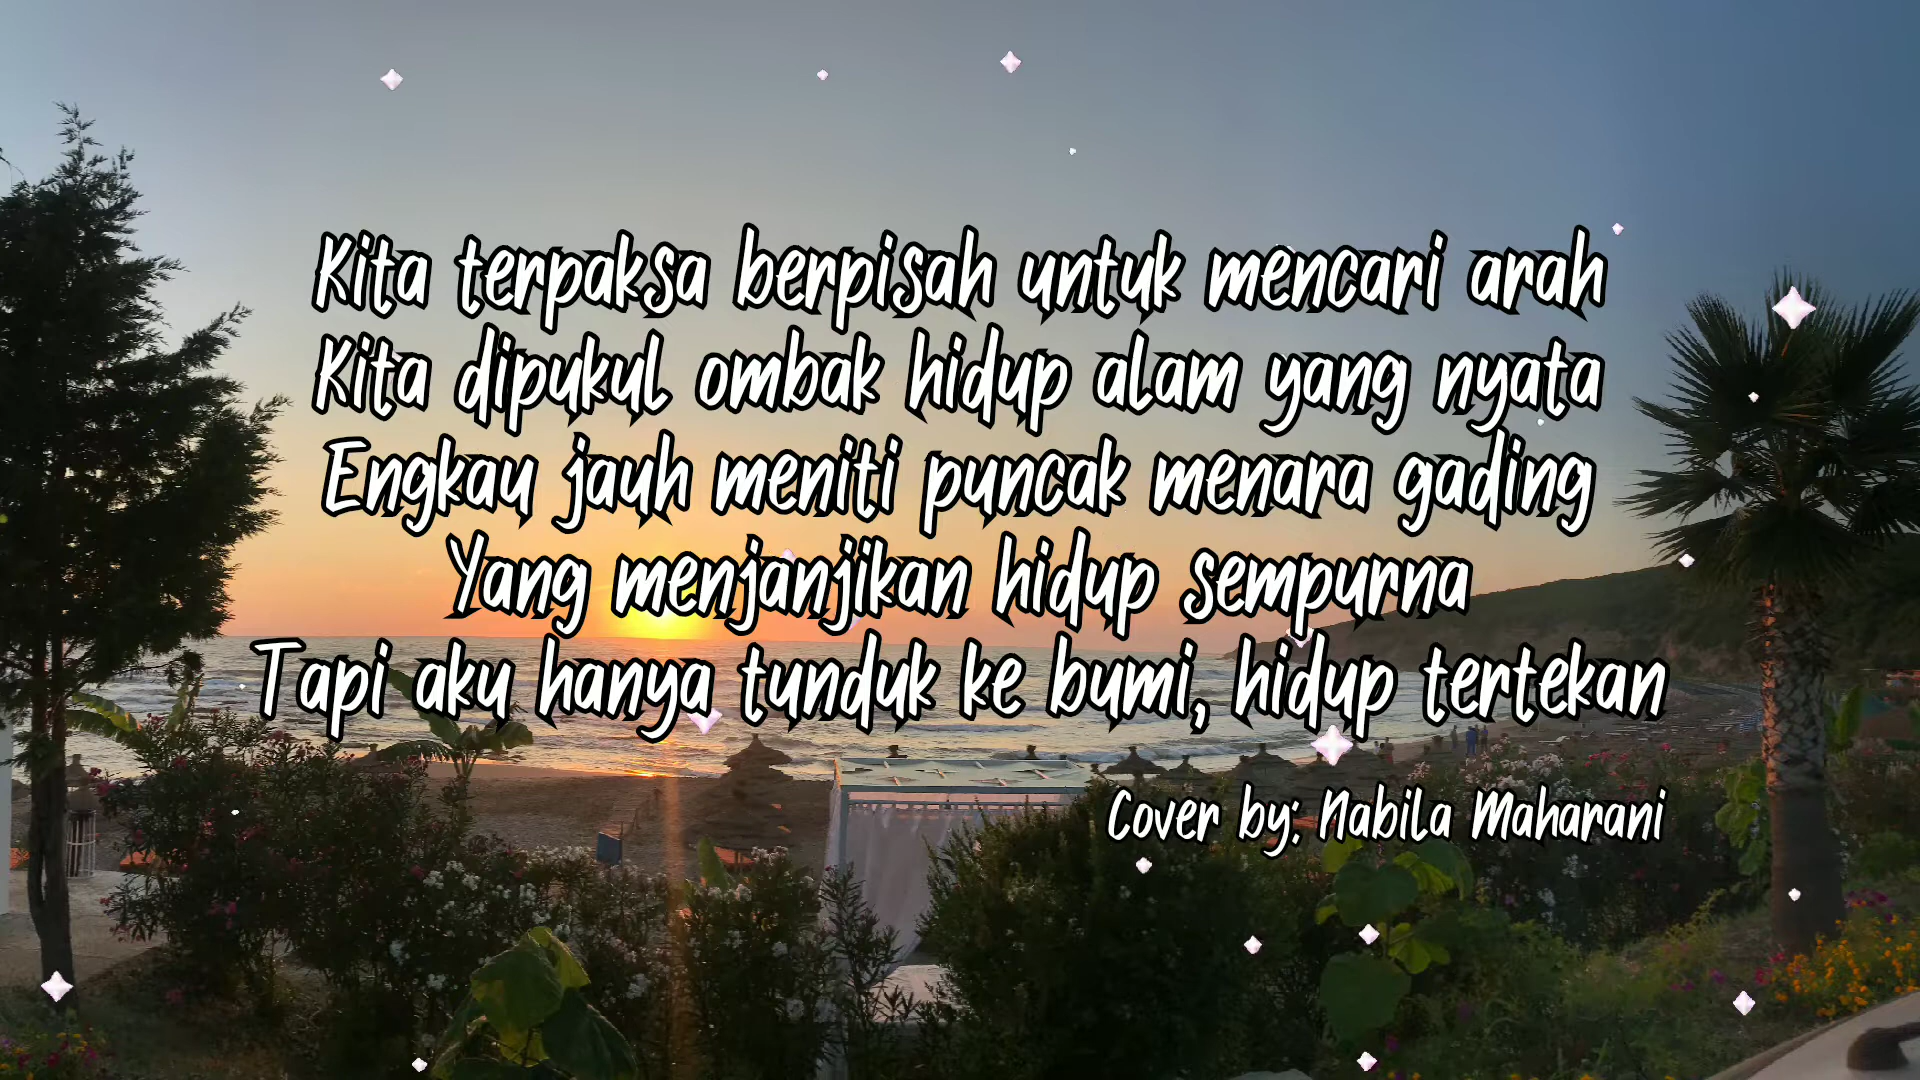 Kita terpaksa berpisah untuk mencari arah
Kita dipukul ombak hidup alam yang nyata
Engkau jauh meniti puncak menara gading
Yang menjanjikan hidup sempurna
Tapi aku hanya tunduk ke bumi, hidup tertekan
Cover by: Nabila Maharani